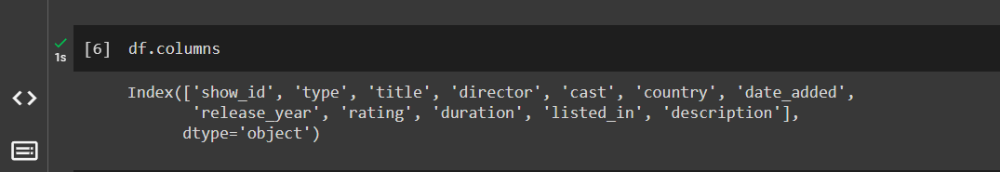 [6] df.columns
1s
Index(['show_id', 'type', 'title', 'director', 'cast', 'country', 'date_added',
'release_year', 'rating', 'duration', 'listed_in', 'description'],
dtype='object')